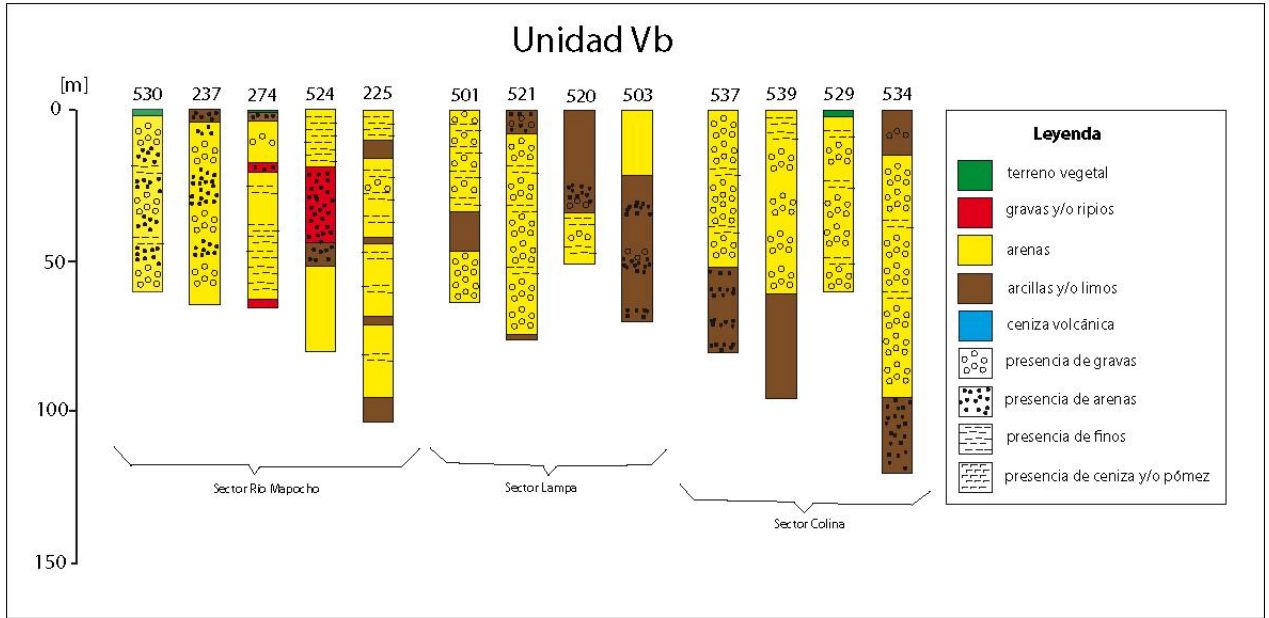 Unidad Vb
[m]
0
50
100
150
530 237 274 524 225
501 521 520 503
537 539 529 534
Sector Río Mapocho
Sector Lampa
Sector Colina
Leyenda
terreno vegetal
gravas y/o ripios
arenas
arcillas y/o limos
ceniza volcánica
presencia de gravas
presencia de arenas
presencia de finos
presencia de ceniza y/o pómez